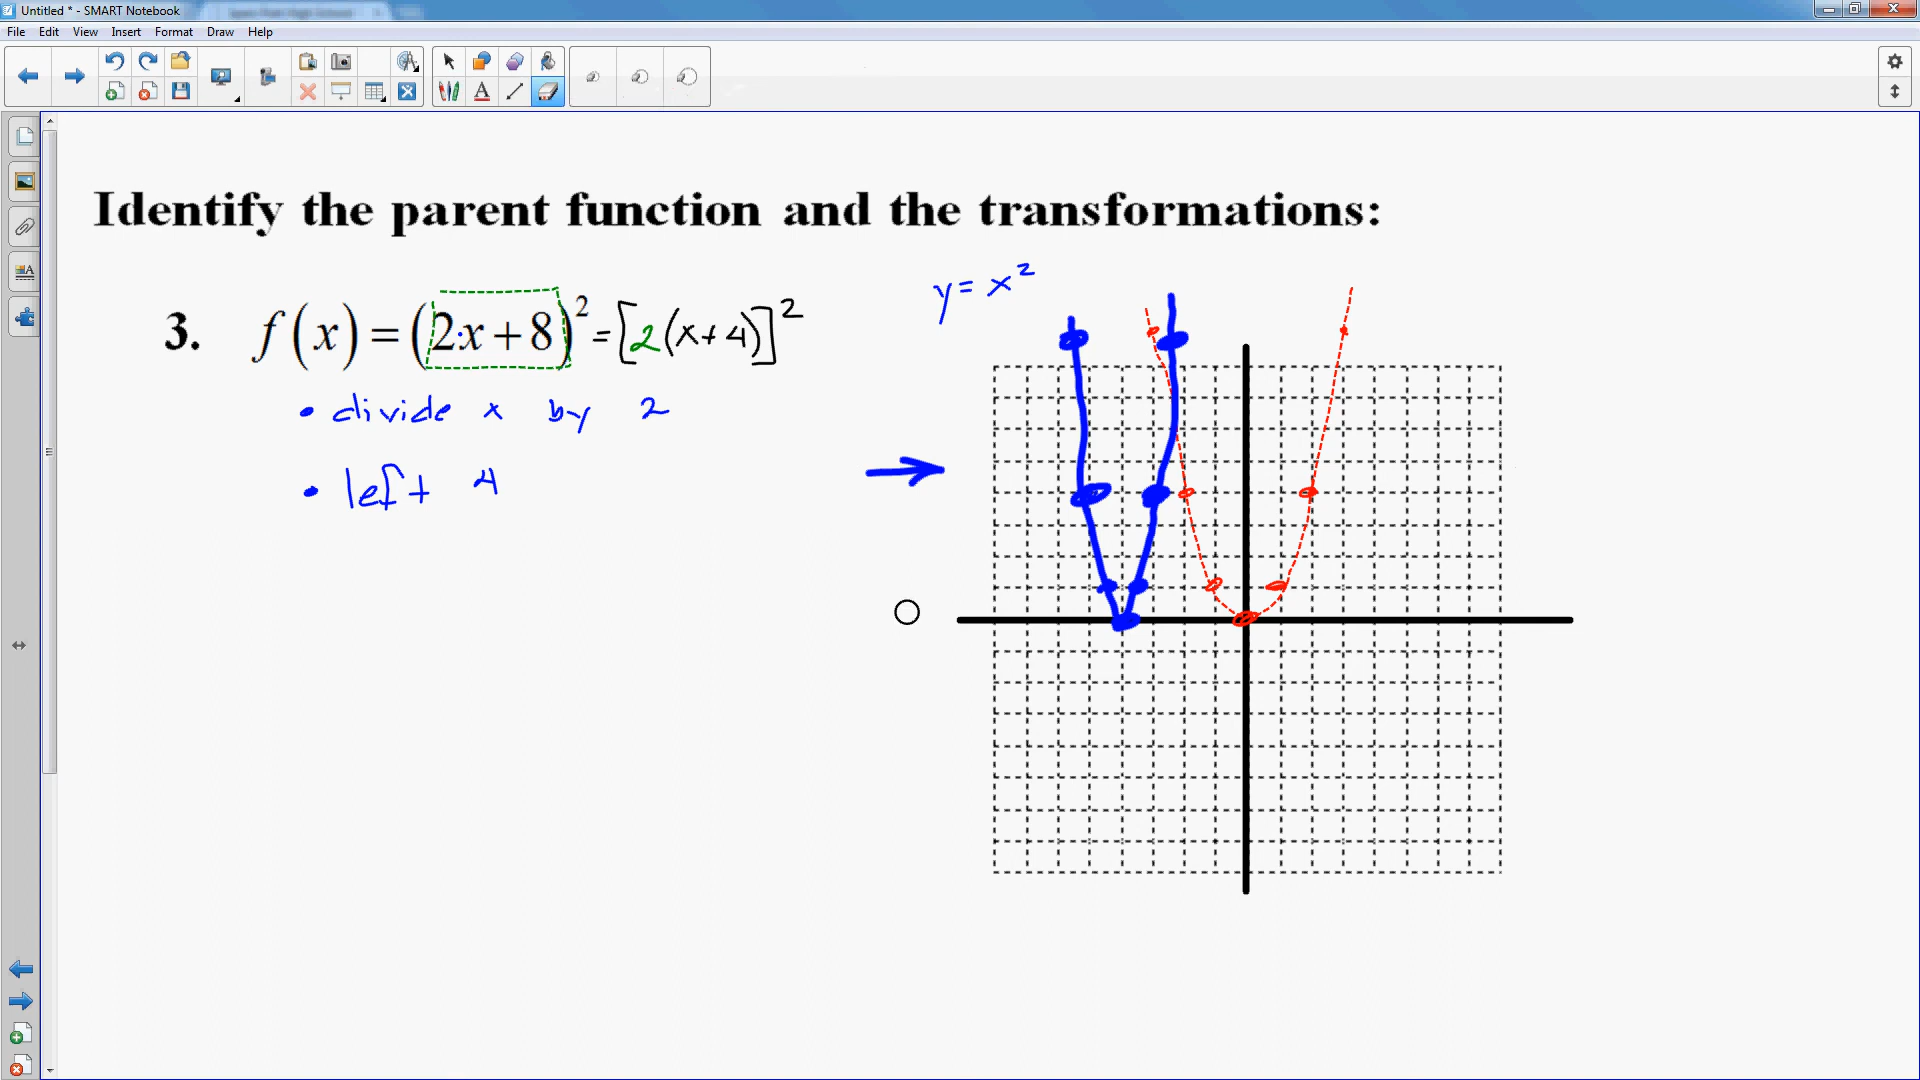 Untitled * - SMART Notebook
File Edit View Insert Format Draw Help
Identify the parent function and the transformations:
y = x²
3. f(x) = (2x+8)² = [2(x+4)]²
• divide x by 2
• left 4